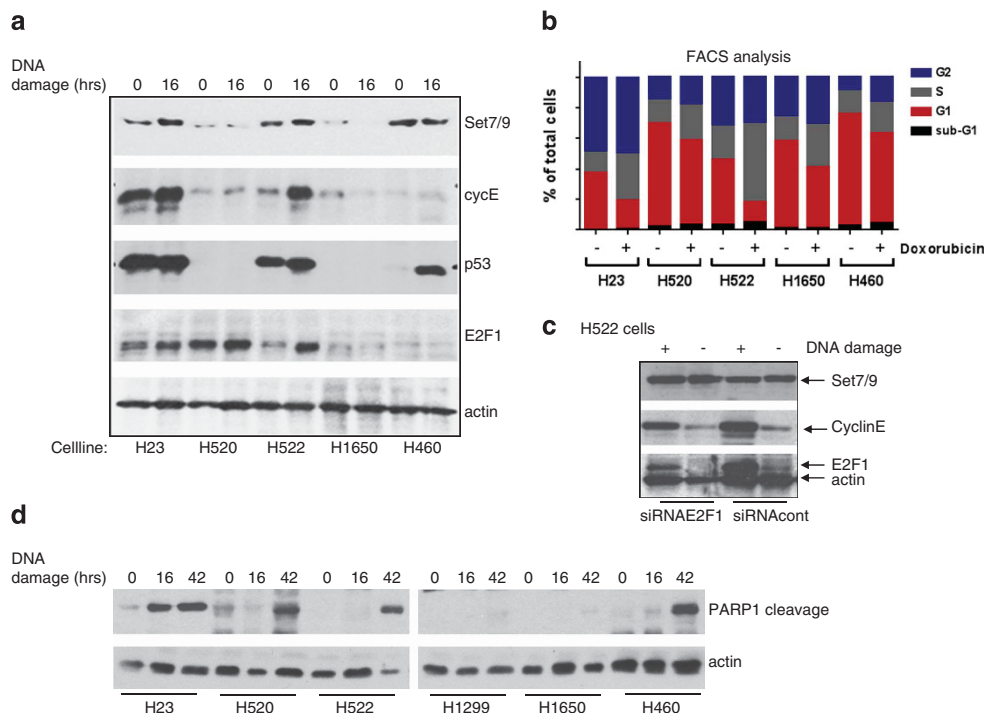 a
DNA
damage (hrs)
0 16 0 16 0 16 0 16 0 16
Set7/9
cycE
p53
E2F1
actin
Cellline: H23 H520 H522 H1650 H460
b
FACS analysis
% of total cells
G2
S
G1
sub-G1
- + - + - + - + - + Doxorubicin
H23 H520 H522 H1650 H460
c H522 cells
+ - + - DNA damage
Set7/9
CyclinE
E2F1
actin
siRNAE2F1 siRNAcont
d
DNA
damage (hrs)
0 16 42 0 16 42 0 16 42 0 16 42 0 16 42 0 16 42
PARP1 cleavage
actin
H23 H520 H522 H1299 H1650 H460